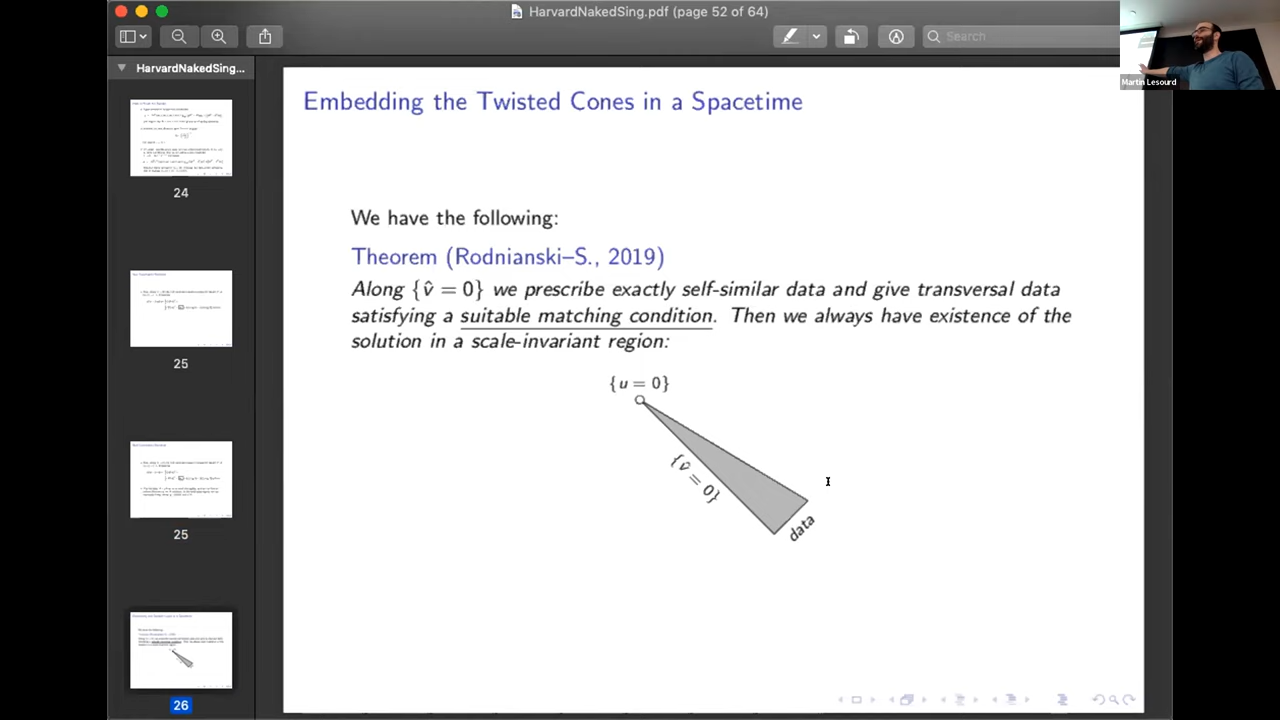 HarvardNakedSing.pdf (page 52 of 64)
Search
Martin Lesourd
HarvardNakedSing...
24
25
25
26
Embedding the Twisted Cones in a Spacetime
We have the following:
Theorem (Rodnianski–S., 2019)
Along {v̂ = 0} we prescribe exactly self-similar data and give transversal data
satisfying a suitable matching condition. Then we always have existence of the
solution in a scale-invariant region:
{u = 0}
{v̂ = 0}
data